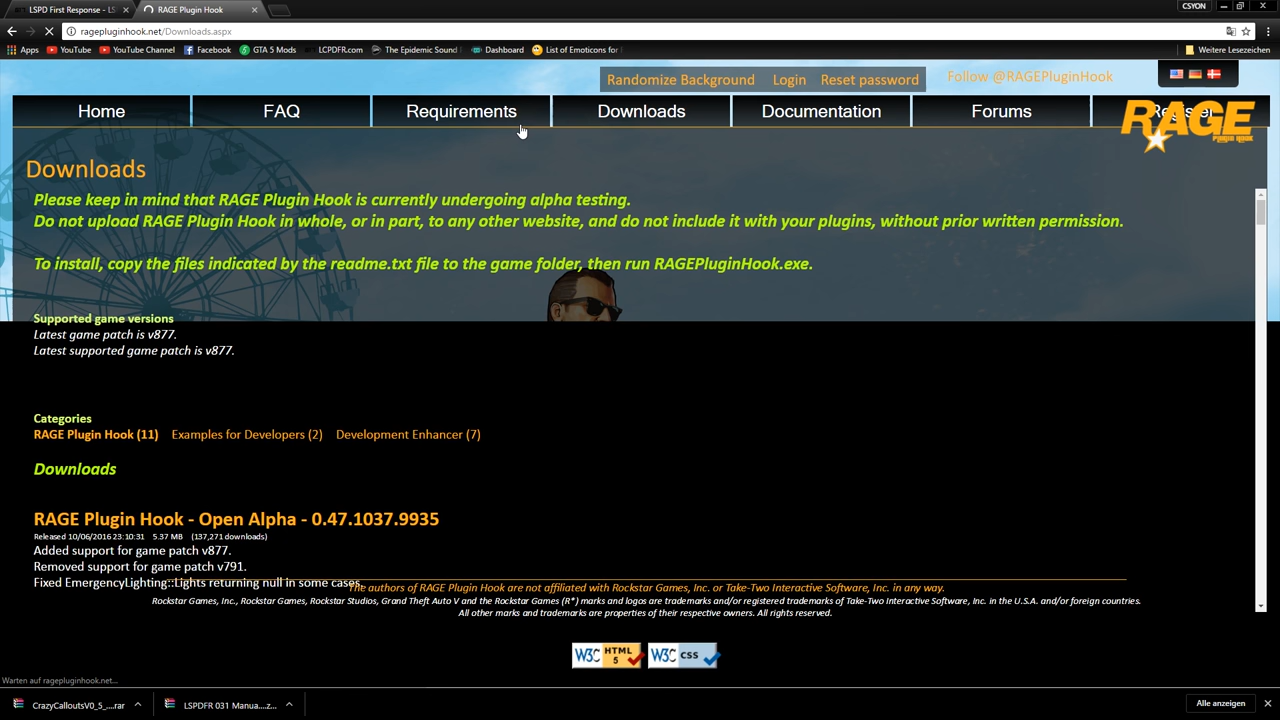 LSPD First Response - LS
RAGE Plugin Hook
CSYON
ragepluginhook.net/Downloads.aspx
Apps
YouTube
YouTube Channel
Facebook
GTA 5 Mods
LCPDFR.com
The Epidemic Sound
Dashboard
List of Emoticons for
Weitere Lesezeichen
Randomize Background
Login
Reset password
Follow @RAGEPluginHook
Home
FAQ
Requirements
Downloads
Documentation
Forums
Register
RAGE
PLUGIN HOOK
Downloads
Please keep in mind that RAGE Plugin Hook is currently undergoing alpha testing.
Do not upload RAGE Plugin Hook in whole, or in part, to any other website, and do not include it with your plugins, without prior written permission.
To install, copy the files indicated by the readme.txt file to the game folder, then run RAGEPluginHook.exe.
Supported game versions
Latest game patch is v877.
Latest supported game patch is v877.
Categories
RAGE Plugin Hook (11)
Examples for Developers (2)
Development Enhancer (7)
Downloads
RAGE Plugin Hook - Open Alpha - 0.47.1037.9935
Released 10/06/2016 23:10:31 5.37 MB (137,271 downloads)
Added support for game patch v877.
Removed support for game patch v791.
Fixed EmergencyLighting::Lights returning null in some cases.
The authors of RAGE Plugin Hook are not affiliated with Rockstar Games, Inc. or Take-Two Interactive Software, Inc. in any way.
Rockstar Games, Inc., Rockstar Games, Rockstar Studios, Grand Theft Auto V and the Rockstar Games (R*) marks and logos are trademarks and/or registered trademarks of Take-Two Interactive Software, Inc. in the U.S.A. and/or foreign countries.
All other marks and trademarks are properties of their respective owners. All rights reserved.
W3C HTML 5
W3C CSS
Warten auf ragepluginhook.net...
CrazyCalloutsV0_5_....rar
LSPDFR 031 Manua....z...
Alle anzeigen